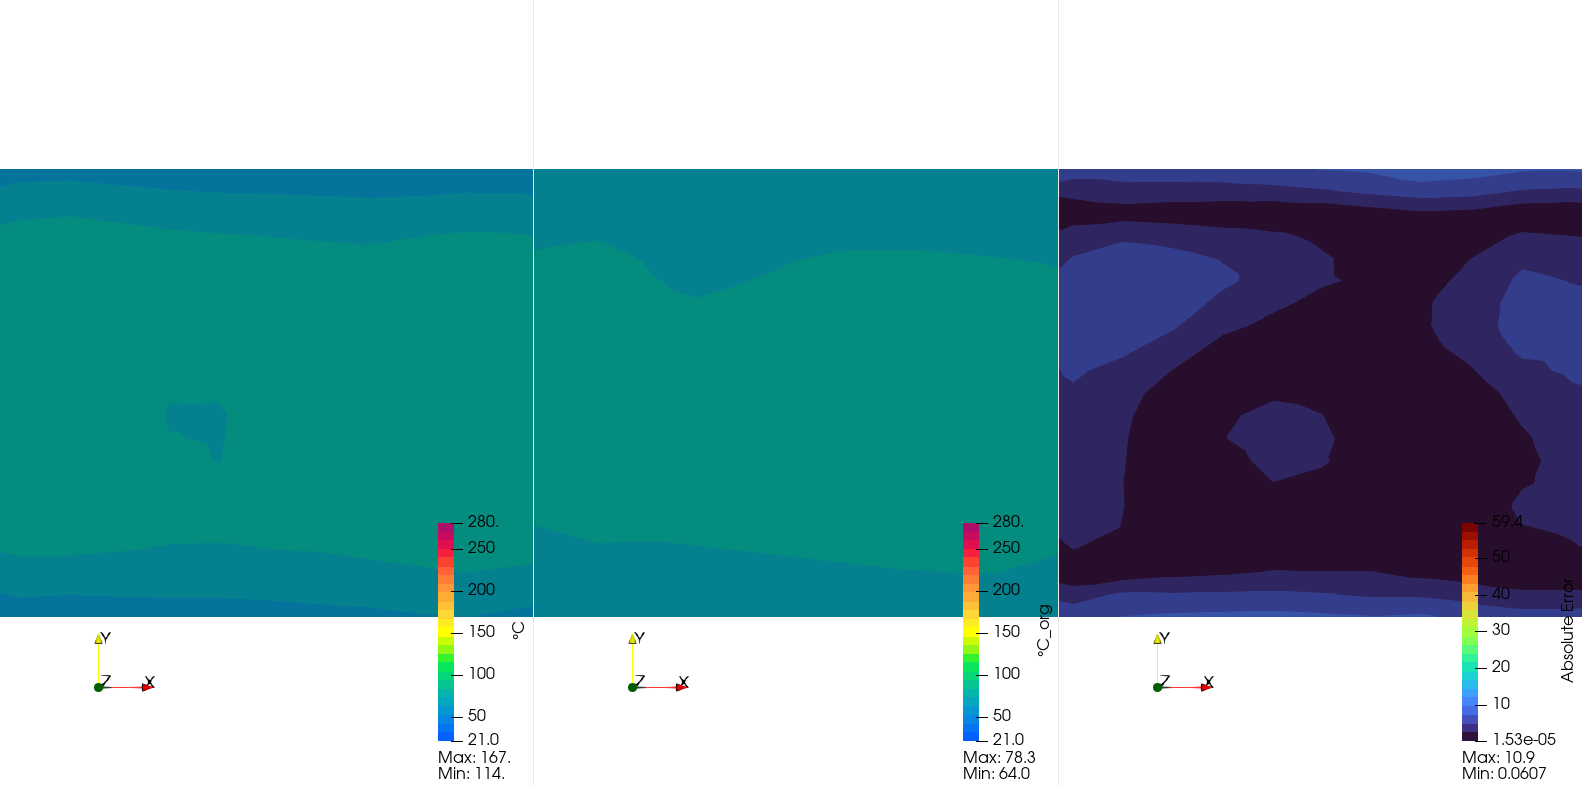 280.
250
200
150
100
50
21.0
°C
Max: 167.
Min: 114.
Y
Z
X
280.
250
200
150
100
50
21.0
°C_org
Max: 78.3
Min: 64.0
Y
Z
X
59.4
50
40
30
20
10
1.53e-05
Absolute Error
Max: 10.9
Min: 0.0607
Y
Z
X